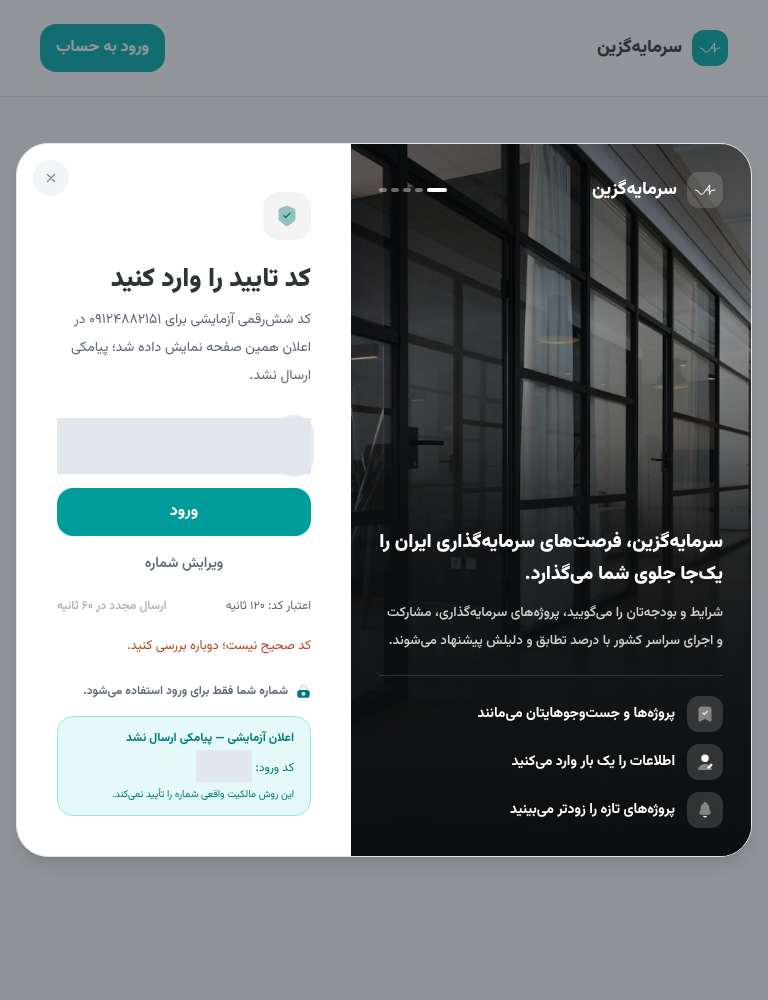 سرمایه‌گزین
ورود به حساب
سرمایه‌گزین
سرمایه‌گزین، فرصت‌های سرمایه‌گذاری ایران را
یک‌جا جلوی شما می‌گذارد.
شرایط و بودجه‌تان را می‌گویید، پروژه‌های سرمایه‌گذاری، مشارکت
و اجرای سراسر کشور با درصد تطابق و دلیلش پیشنهاد می‌شوند.
پروژه‌ها و جست‌وجوهایتان می‌مانند
اطلاعات را یک بار وارد می‌کنید
پروژه‌های تازه را زودتر می‌بینید
کد تایید را وارد کنید
کد شش‌رقمی آزمایشی برای ۰۹۱۲۴۸۸۲۱۵۱ در
اعلان همین صفحه نمایش داده شد؛ پیامکی
ارسال نشد.
ورود
ویرایش شماره
اعتبار کد: ۱۲۰ ثانیه
ارسال مجدد در ۶۰ ثانیه
کد صحیح نیست؛ دوباره بررسی کنید.
شماره شما فقط برای ورود استفاده می‌شود.
اعلان آزمایشی — پیامکی ارسال نشد
کد ورود:
این روش مالکیت واقعی شماره را تأیید نمی‌کند.